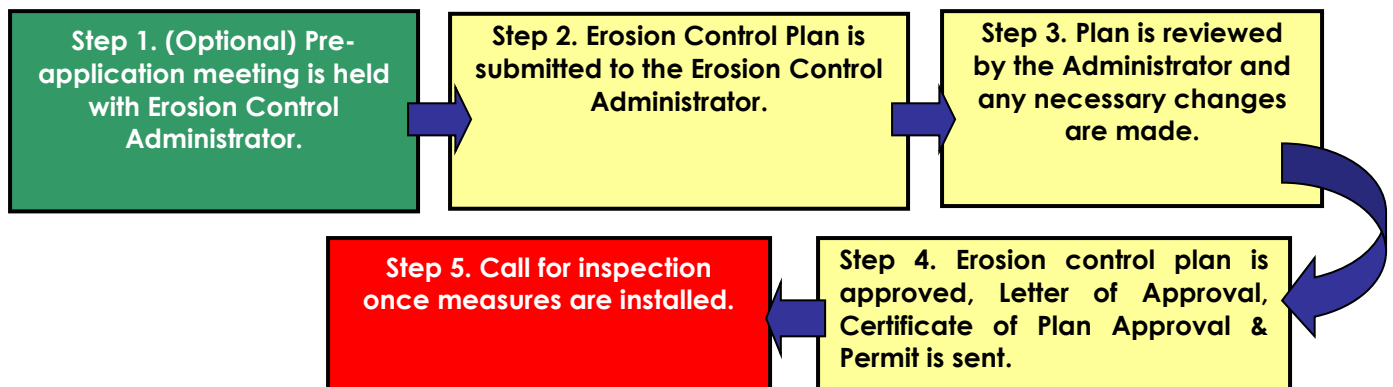 Step 1. (Optional) Pre-
application meeting is held
with Erosion Control
Administrator.
Step 2. Erosion Control Plan is
submitted to the Erosion Control
Administrator.
Step 3. Plan is reviewed
by the Administrator and
any necessary changes
are made.
Step 4. Erosion control plan is
approved, Letter of Approval,
Certificate of Plan Approval &
Permit is sent.
Step 5. Call for inspection
once measures are installed.